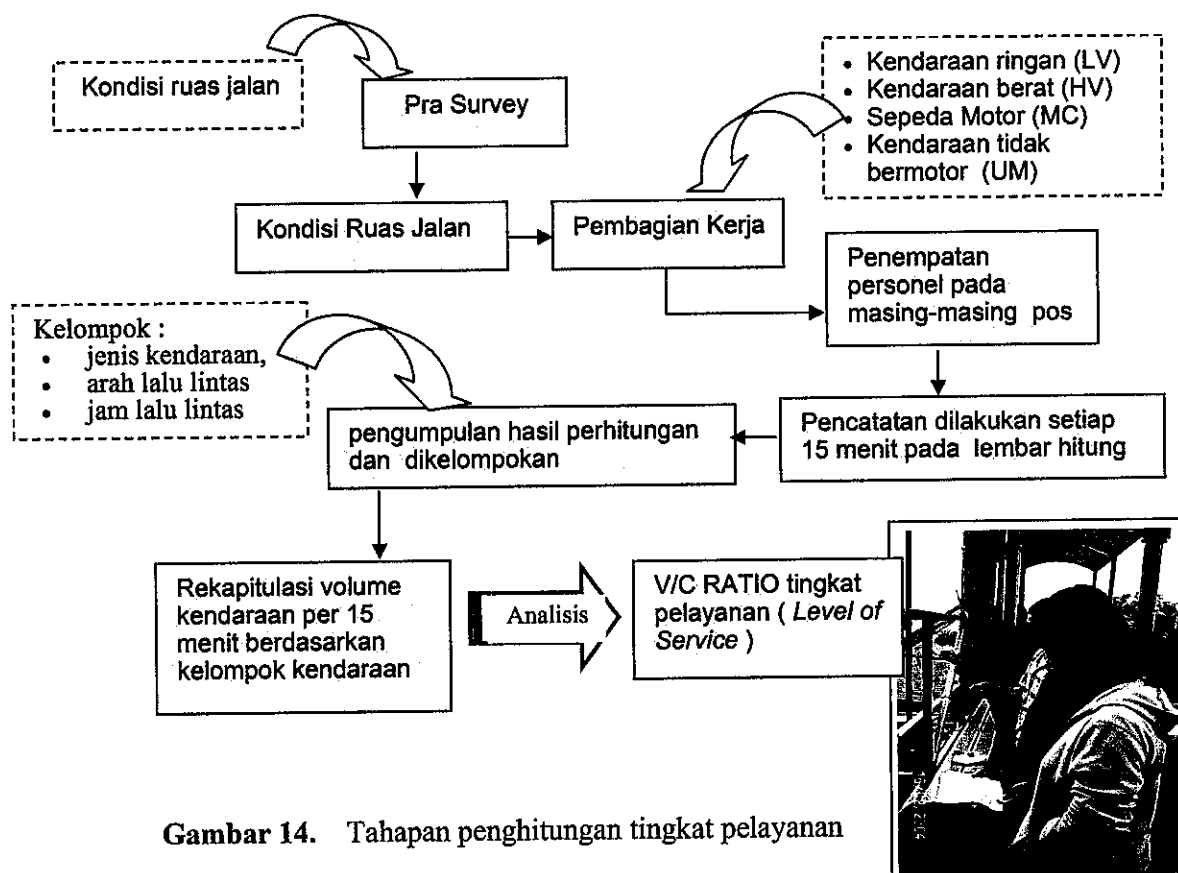 Kondisi ruas jalan
Pra Survey
• Kendaraan ringan (LV)
• Kendaraan berat (HV)
• Sepeda Motor (MC)
• Kendaraan tidak
bermotor (UM)
Kondisi Ruas Jalan
Pembagian Kerja
Penempatan
personel pada
masing-masing pos
Kelompok :
• jenis kendaraan,
• arah lalu lintas
• jam lalu lintas
pengumpulan hasil perhitungan
dan dikelompokan
Pencatatan dilakukan setiap
15 menit pada lembar hitung
Rekapitulasi volume
kendaraan per 15
menit berdasarkan
kelompok kendaraan
Analisis
V/C RATIO tingkat
pelayanan ( Level of
Service )
Gambar 14. Tahapan penghitungan tingkat pelayanan